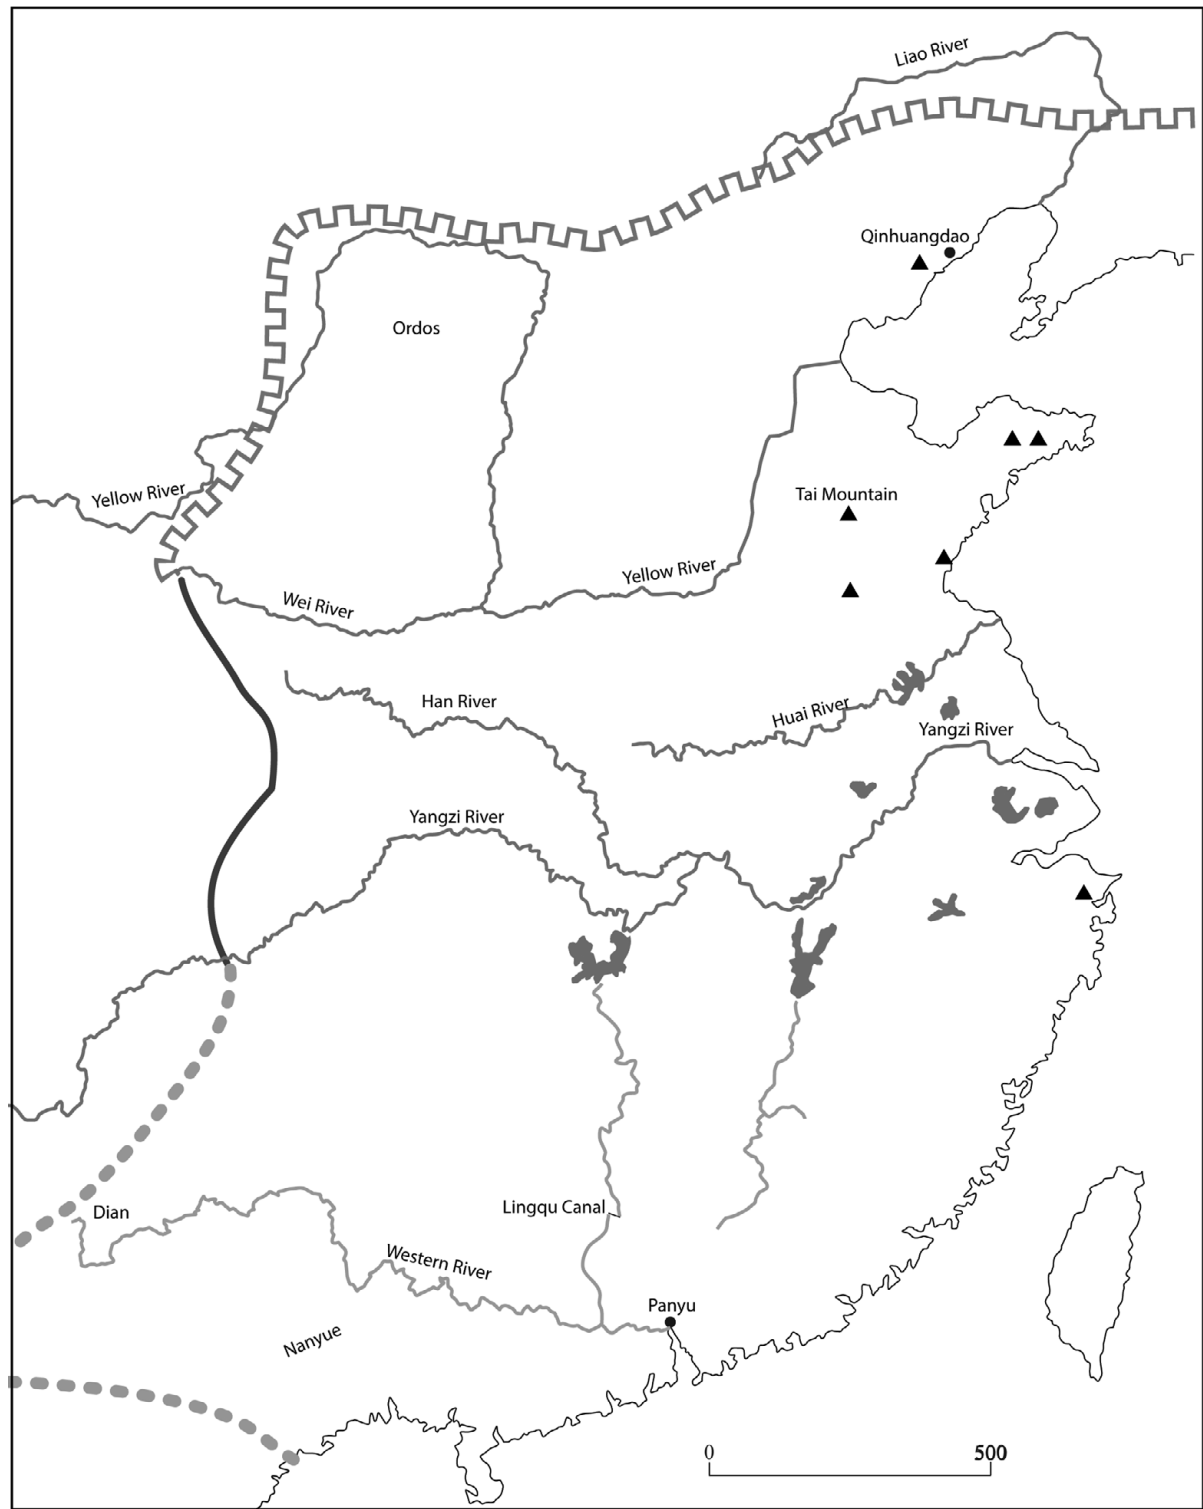 Liao River
Qinhuangdao
Ordos
Yellow River
Tai Mountain
Yellow River
Wei River
Han River
Huai River
Yangzi River
Yangzi River
Dian
Lingqu Canal
Western River
Panyu
Nanyue
0
500